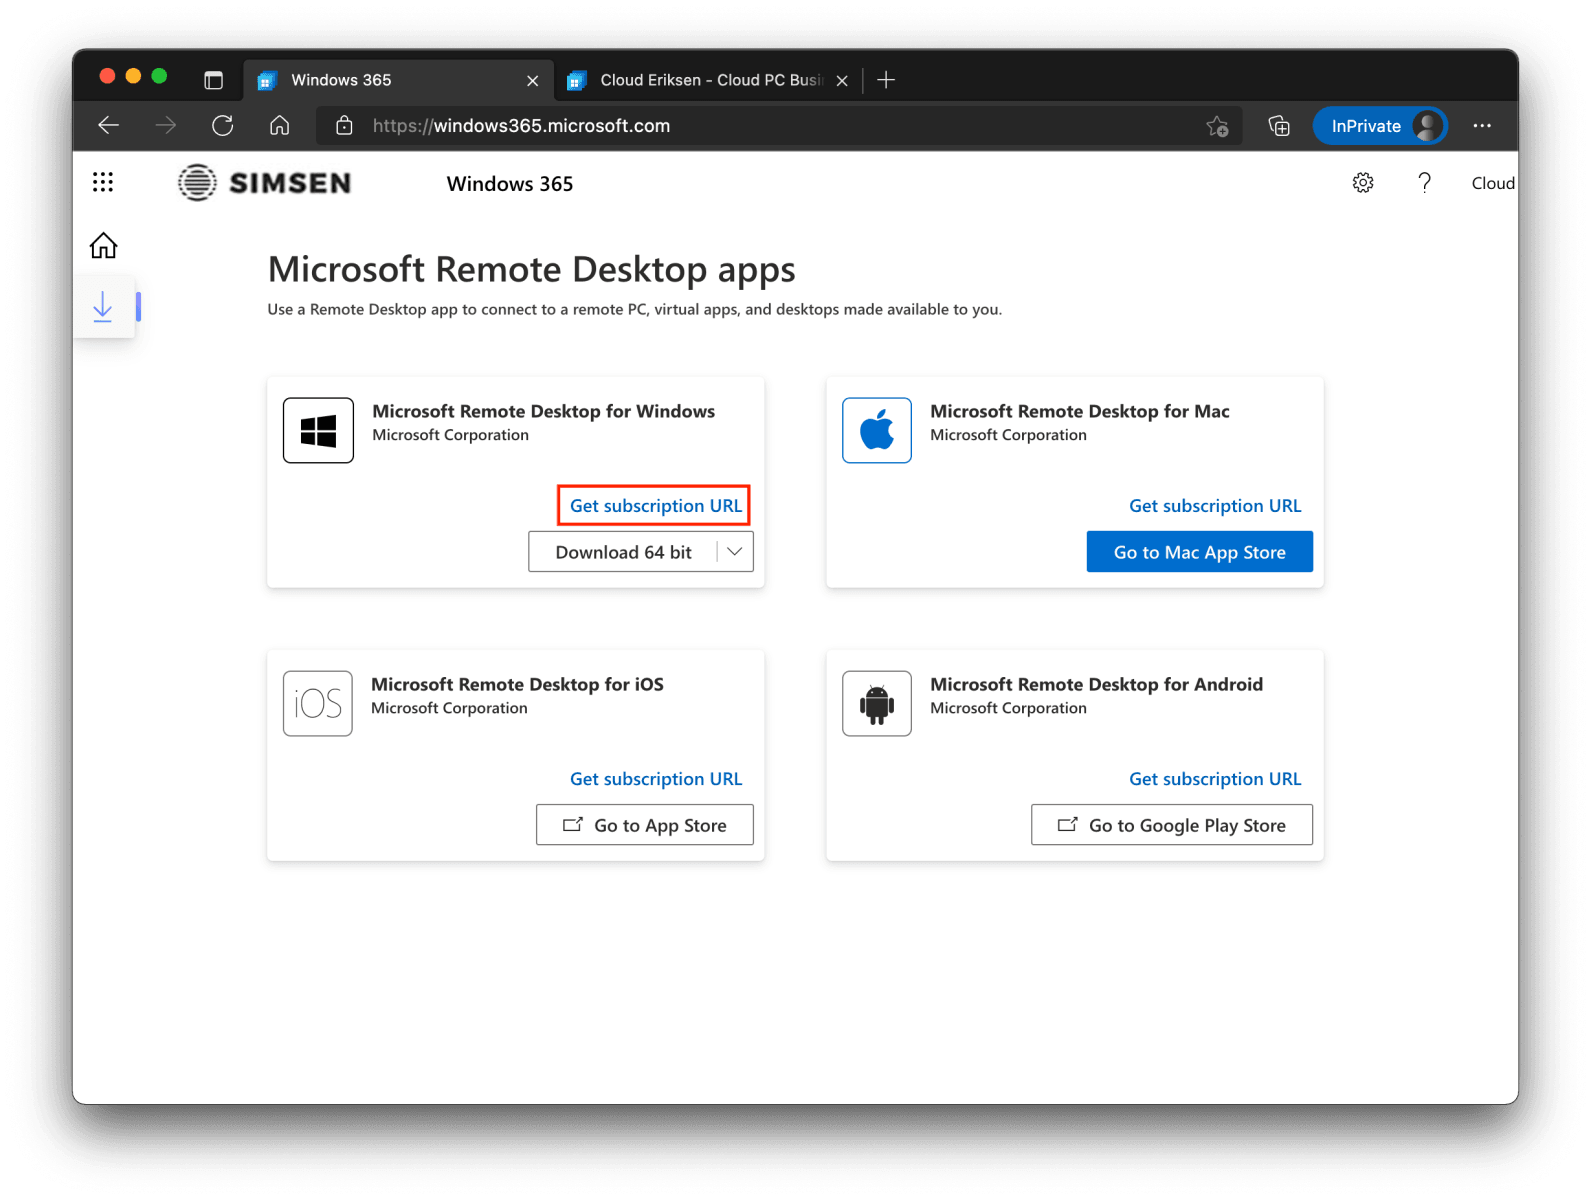 Windows 365
Cloud Eriksen - Cloud PC Busi
https://windows365.microsoft.com
InPrivate
SIMSEN
Windows 365
?
Cloud
Microsoft Remote Desktop apps
Use a Remote Desktop app to connect to a remote PC, virtual apps, and desktops made available to you.
Microsoft Remote Desktop for Windows
Microsoft Corporation
Get subscription URL
Download 64 bit
Microsoft Remote Desktop for Mac
Microsoft Corporation
Get subscription URL
Go to Mac App Store
iOS
Microsoft Remote Desktop for iOS
Microsoft Corporation
Get subscription URL
Go to App Store
Microsoft Remote Desktop for Android
Microsoft Corporation
Get subscription URL
Go to Google Play Store